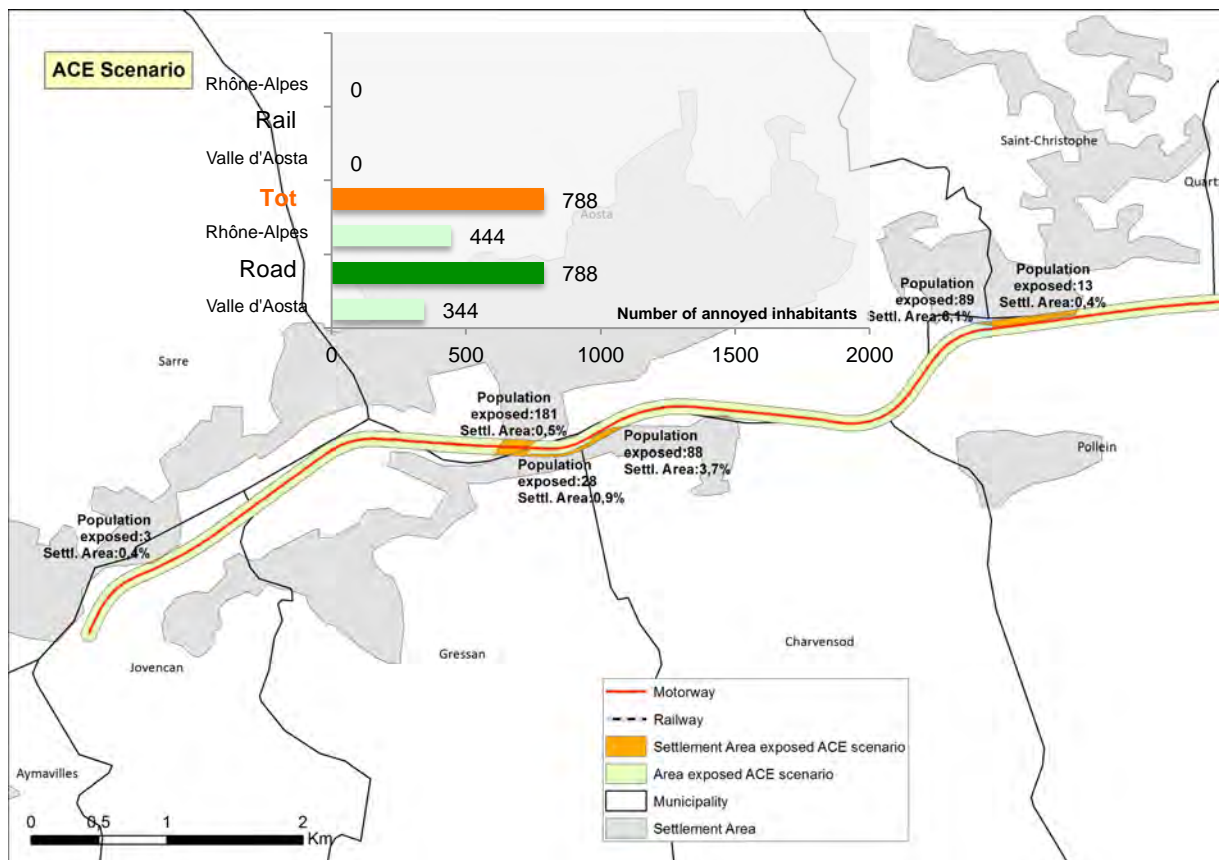 ACE Scenario
Rhône-Alpes
0
Rail
Valle d'Aosta
0
Tot
788
Rhône-Alpes
444
Road
788
Valle d'Aosta
344
Number of annoyed inhabitants
0
500
1000
1500
2000
Aosta
Saint-Christophe
Quart
Population
exposed:89
Settl. Area:6,1%
Population
exposed:13
Settl. Area:0,4%
Sarre
Population
exposed:181
Settl. Area:0,5%
Population
exposed:28
Settl. Area:0,9%
Population
exposed:88
Settl. Area:3,7%
Pollein
Population
exposed:3
Settl. Area:0,4%
Jovencan
Gressan
Charvensod
Aymavilles
Motorway
Railway
Settlement Area exposed ACE scenario
Area exposed ACE scenario
Municipality
Settlement Area
0 0,5 1 2
Km